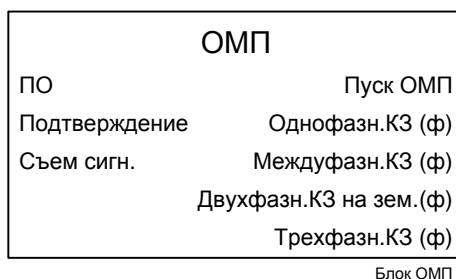 ОМП
ПО Пуск ОМП
Подтверждение Однофазн.КЗ (ф)
Съем сигн. Междуфазн.КЗ (ф)
Двухфазн.КЗ на зем.(ф)
Трехфазн.КЗ (ф)
Блок ОМП